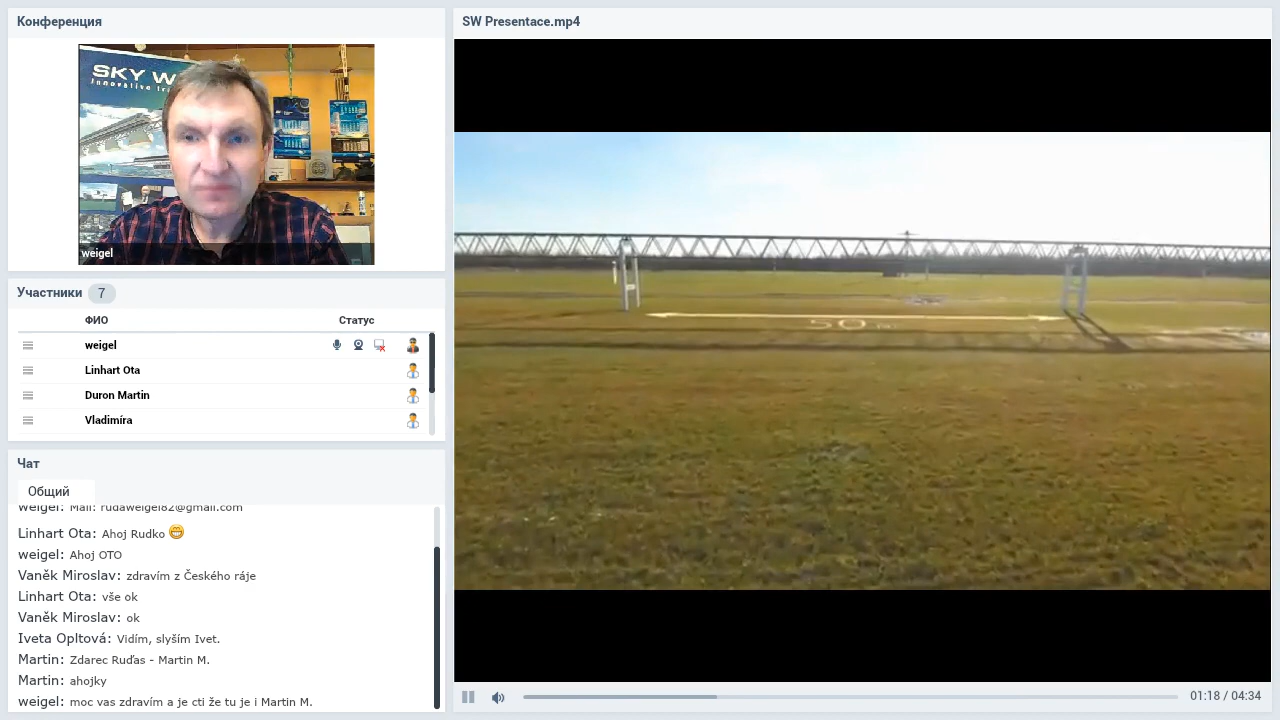 Конференция
SKY W
Innovative tra
weigel
Участники 7
ФИО Статус
weigel
Linhart Ota
Duron Martin
Vladimíra
Чат
Общий
weigel: Mail: rudaweigel82@gmail.com
Linhart Ota: Ahoj Rudko
weigel: Ahoj OTO
Vaněk Miroslav: zdravím z Českého ráje
Linhart Ota: vše ok
Vaněk Miroslav: ok
Iveta Opltová: Vidím, slyším Ivet.
Martin: Zdarec Ruďas - Martin M.
Martin: ahojky
weigel: moc vas zdravím a je cti že tu je i Martin M.
SW Presentace.mp4
50 m
01:18 / 04:34